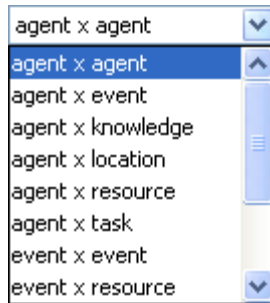 agent x agent
agent x agent
agent x event
agent x knowledge
agent x location
agent x resource
agent x task
event x event
event x resource